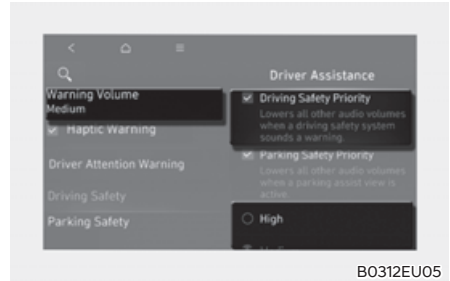 Driver Assistance
Warning Volume
Medium
Haptic Warning
Driver Attention Warning
Driving Safety
Parking Safety
Driving Safety Priority
Lowers all other audio volumes
when a driving safety system
sounds a warning.
Parking Safety Priority
Lowers all other audio volumes
when a parking assist view is
active.
High
B0312EU05